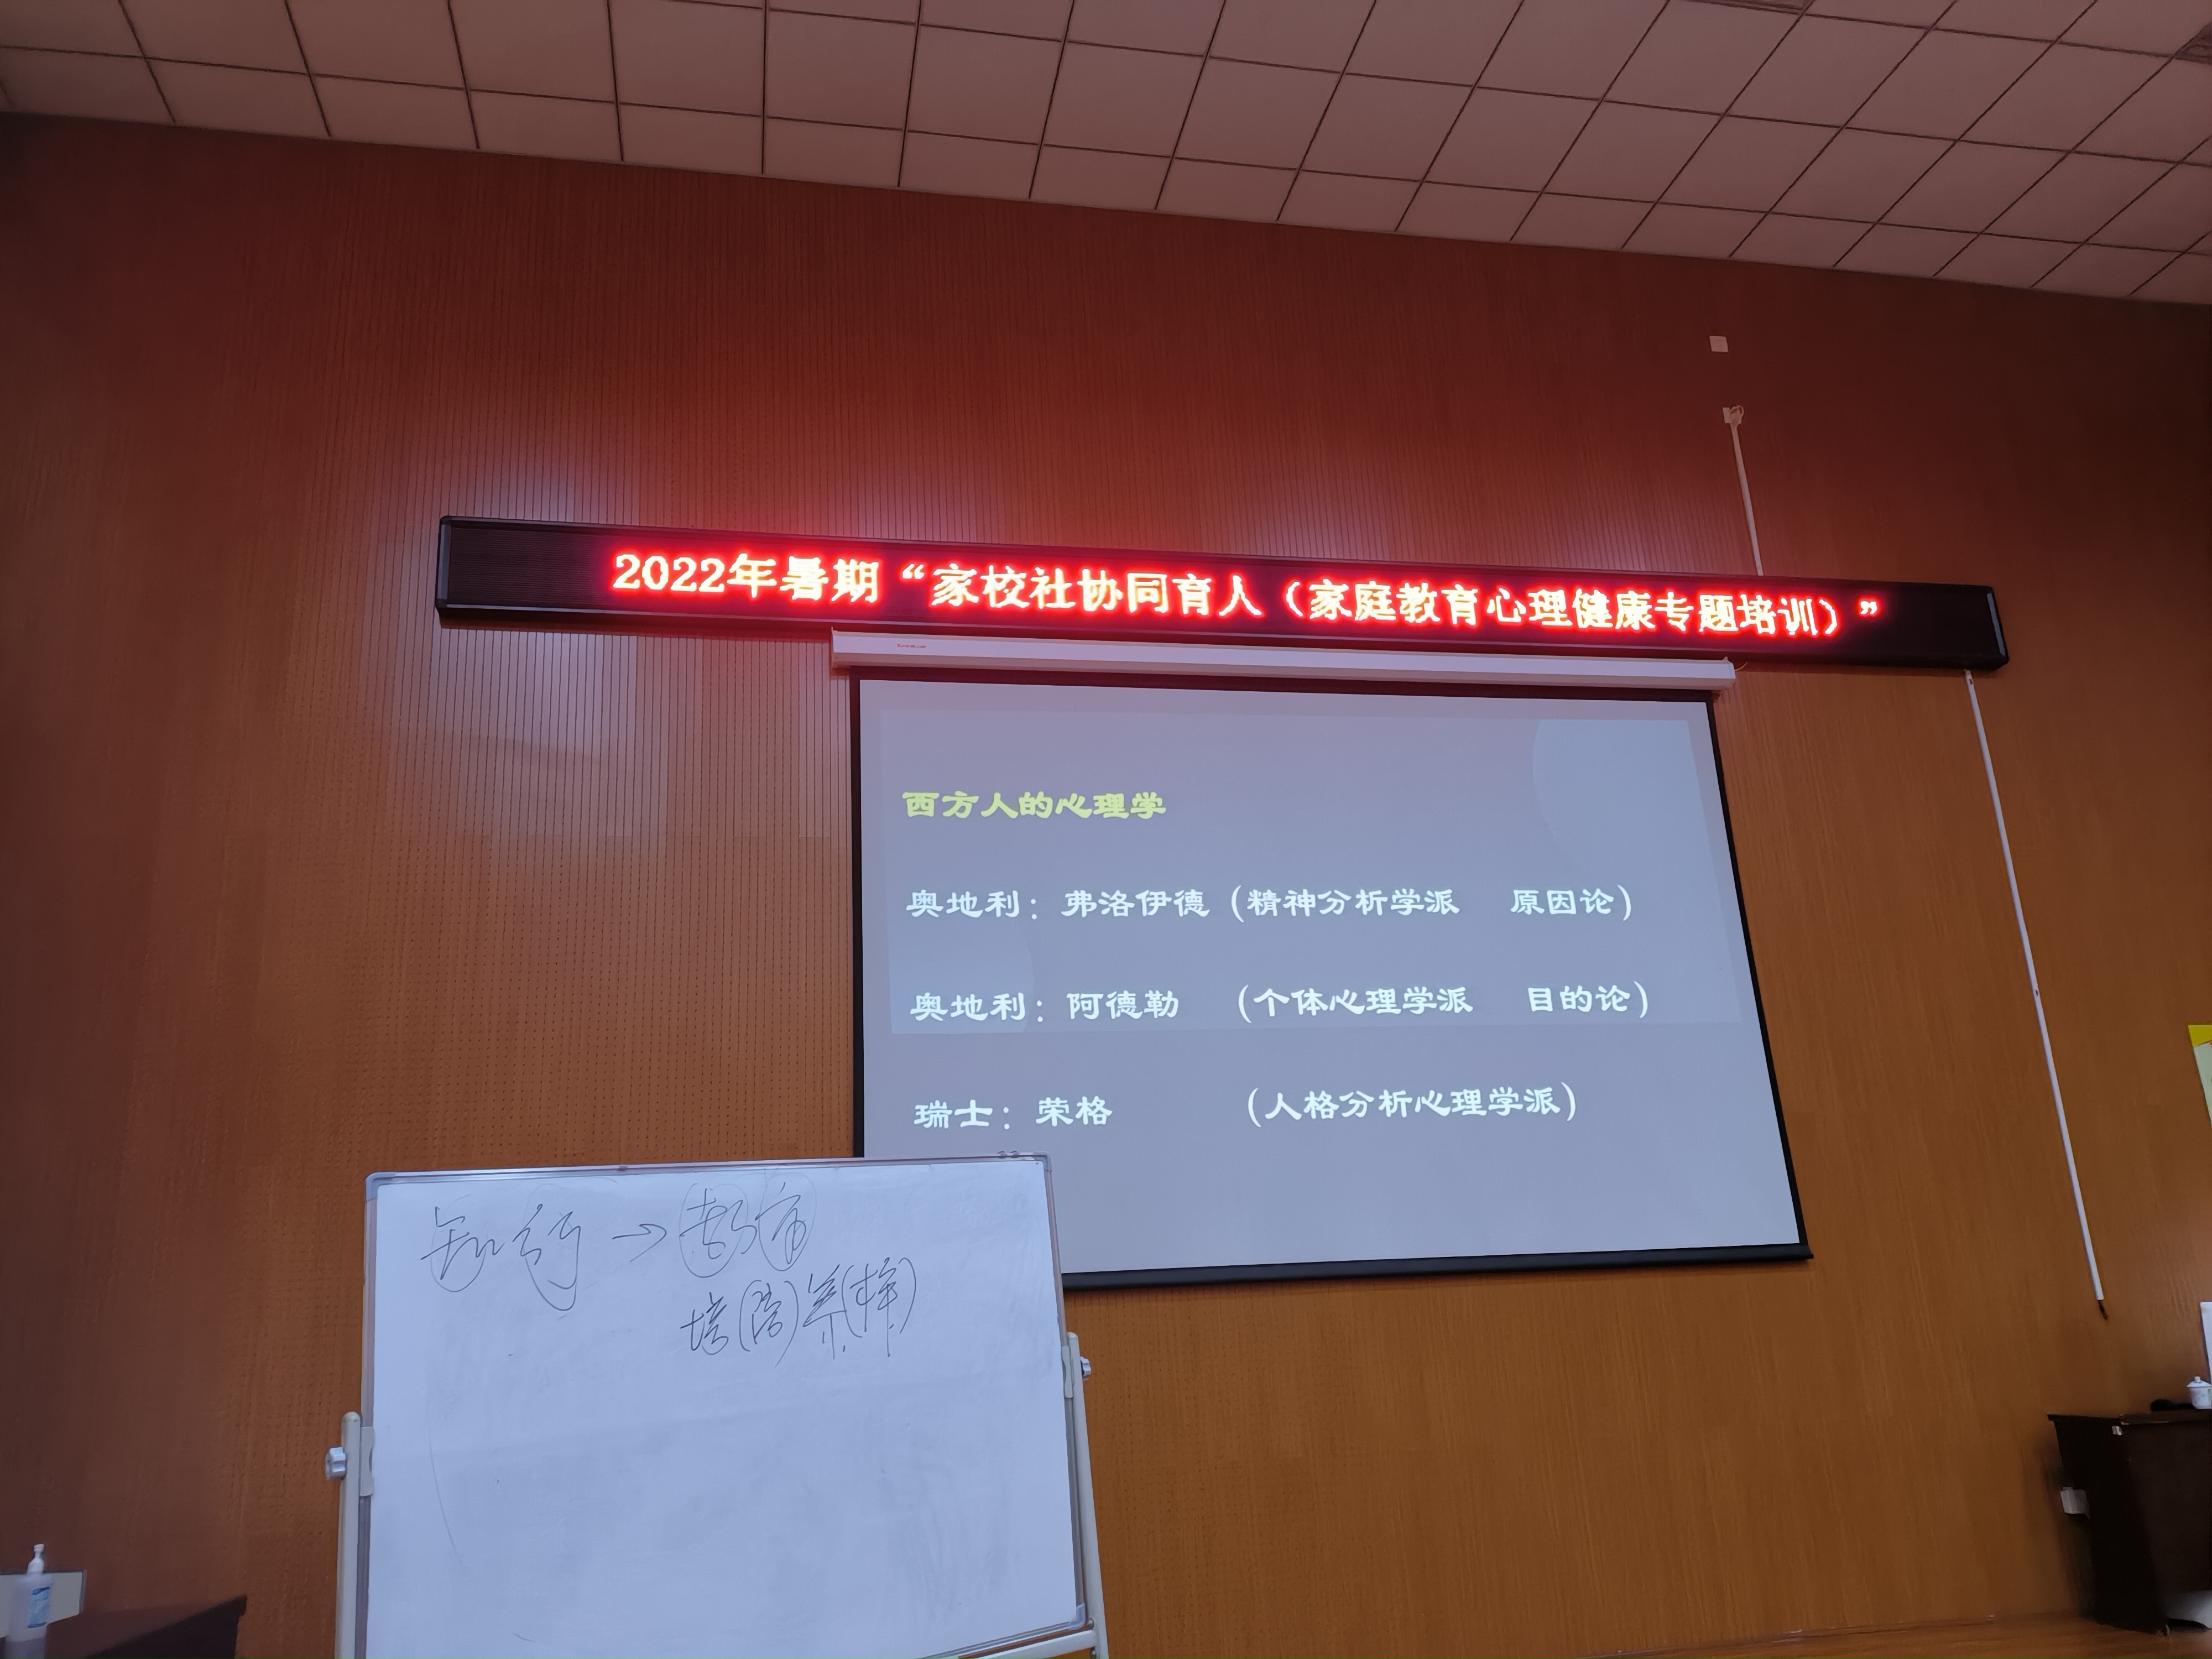 2022年暑期“家校社协同育人（家庭教育心理健康专题培训）”
西方人的心理学
奥地利：弗洛伊德（精神分析学派 原因论）
奥地利：阿德勒 （个体心理学派 目的论）
瑞士：荣格 （人格分析心理学派）
知行→教育